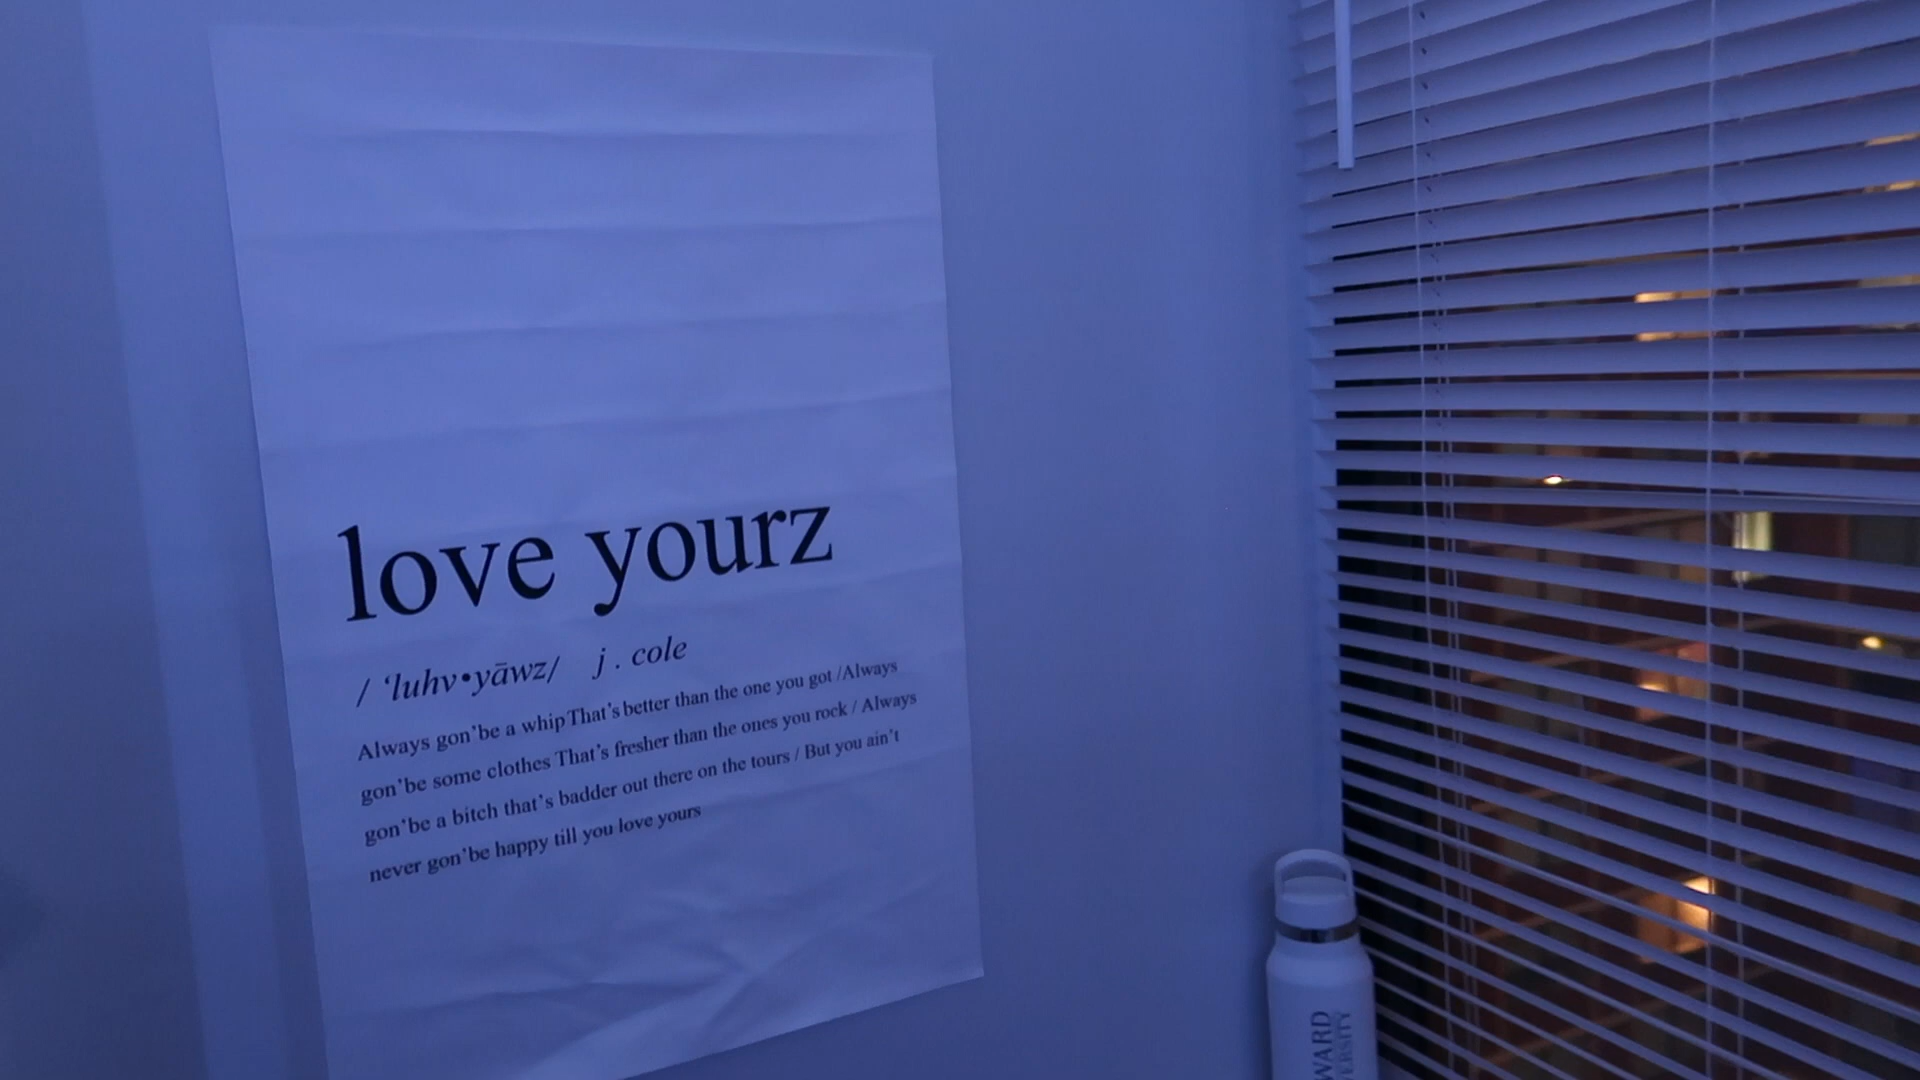 love yourz
/ ‘luhv•yāwz/ j . cole
Always gon’be a whip That’s better than the one you got /Always
gon’be some clothes That’s fresher than the ones you rock / Always
gon’be a bitch that’s badder out there on the tours / But you ain’t
never gon’be happy till you love yours
WARD
ERSITY